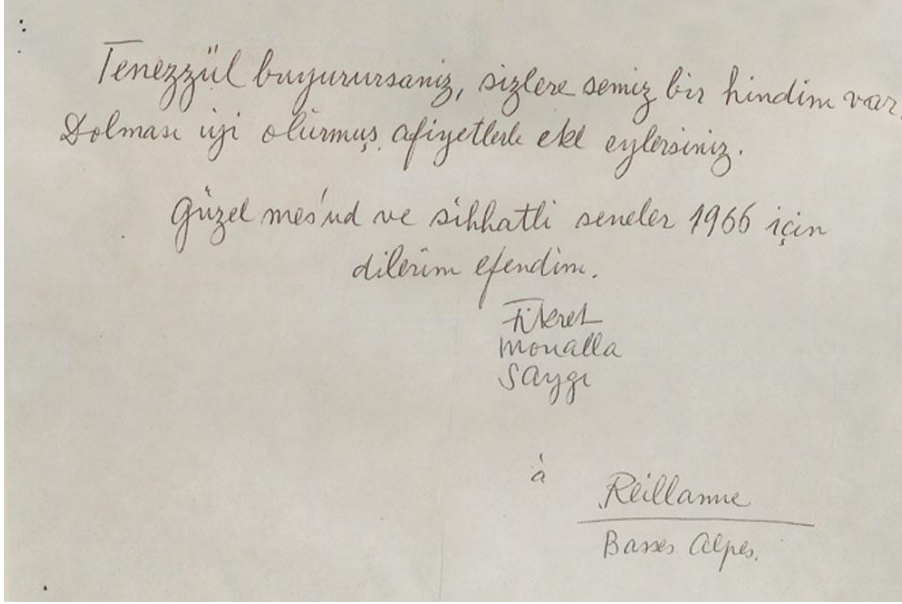 Tenezzül buyurursanız, sizlere semiz bir hindim var.
Dolması iyi olurmuş afiyetlerle ekl eylersiniz.
Güzel mes'ud ve sihhatli seneler 1966 için
dilerim efendim.
Fikret
Moualla
Saygı
à
Reillanne
Basses Alpes.